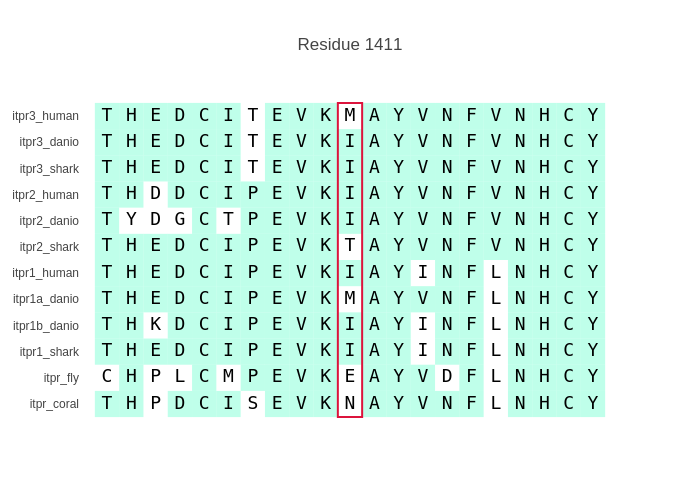 Residue 1411
itpr3_human T H E D C I T E V K M A Y V N F V N H C Y
itpr3_danio T H E D C I T E V K I A Y V N F V N H C Y
itpr3_shark T H E D C I T E V K I A Y V N F V N H C Y
itpr2_human T H D D C I P E V K I A Y V N F V N H C Y
itpr2_danio T Y D G C T P E V K I A Y V N F V N H C Y
itpr2_shark T H E D C I P E V K T A Y V N F V N H C Y
itpr1_human T H E D C I P E V K I A Y I N F L N H C Y
itpr1a_danio T H E D C I P E V K M A Y V N F L N H C Y
itpr1b_danio T H K D C I P E V K I A Y I N F L N H C Y
itpr1_shark T H E D C I P E V K I A Y I N F L N H C Y
itpr_fly C H P L C M P E V K E A Y V D F L N H C Y
itpr_coral T H P D C I S E V K N A Y V N F L N H C Y